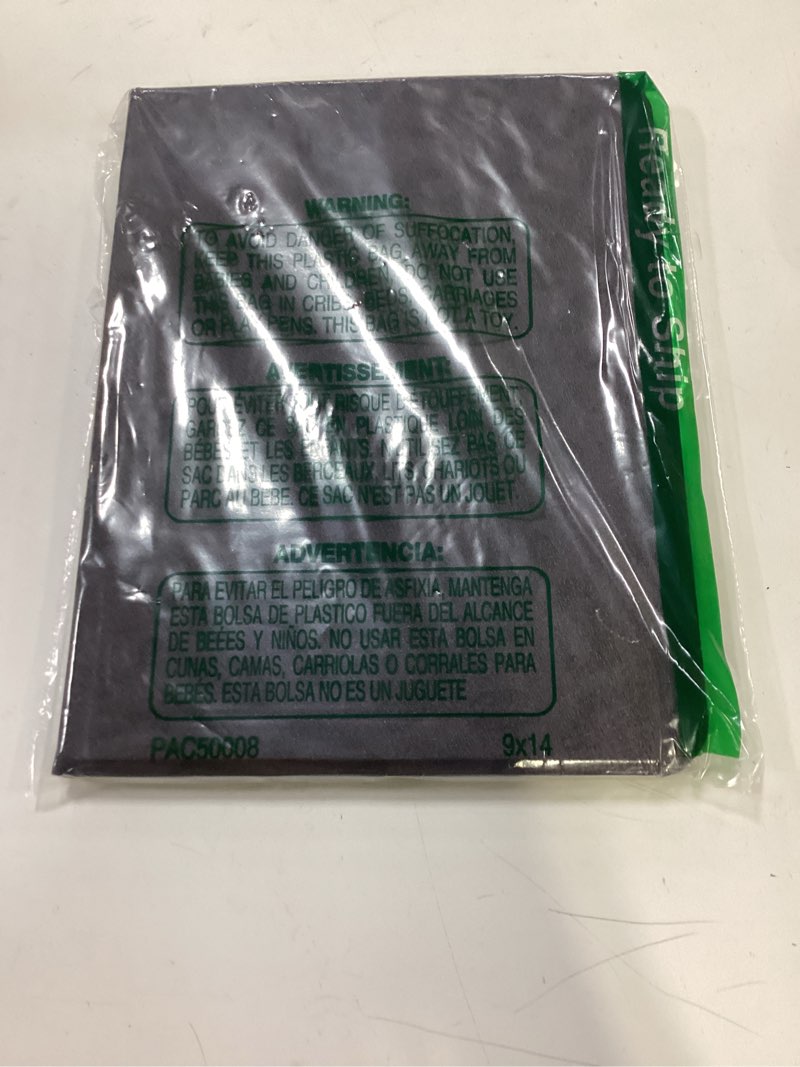 WARNING:
TO AVOID DANGER OF SUFFOCATION,
KEEP THIS PLASTIC BAG AWAY FROM
BABIES AND CHILDREN. DO NOT USE
THIS BAG IN CRIBS, BEDS, CARRIAGES
OR PLAY PENS. THIS BAG IS NOT A TOY.
AVERTISSEMENT:
POUR ÉVITER TOUT RISQUE D'ÉTOUFFEMENT,
GARDEZ CE SAC EN PLASTIQUE LOIN DES
BÉBÉS ET LES ENFANTS. N'UTILISEZ PAS CE
SAC DANS LES BERCEAUX, LITS, CHARIOTS OU
PARC AU BEBE. CE SAC N'EST PAS UN JOUET.
ADVERTENCIA:
PARA EVITAR EL PELIGRO DE ASFIXIA, MANTENGA
ESTA BOLSA DE PLASTICO FUERA DEL ALCANCE
DE BEBES Y NIÑOS. NO USAR ESTA BOLSA EN
CUNAS, CAMAS, CARRIOLAS O CORRALES PARA
BEBÉS. ESTA BOLSA NO ES UN JUGUETE
PAC50008 9x14
Ready to Ship